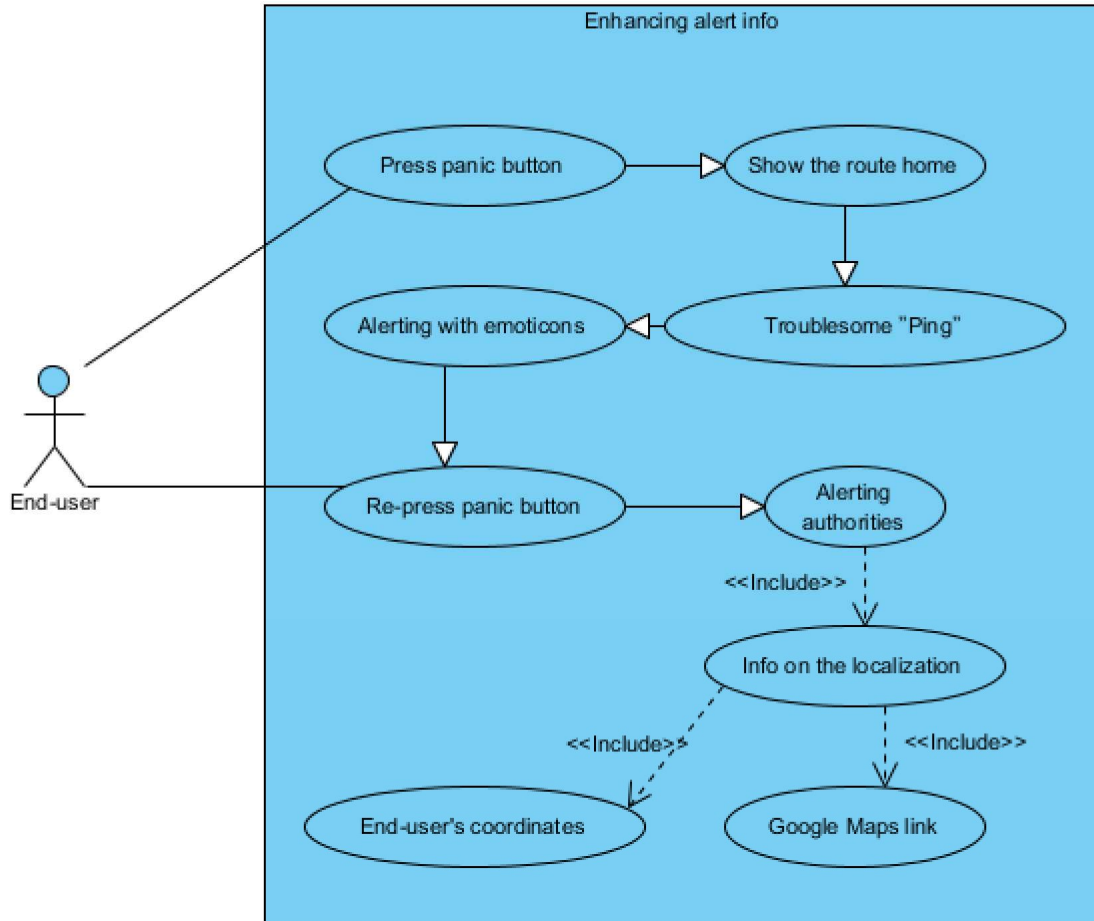 Enhancing alert info
Press panic button
Show the route home
Alerting with emoticons
Troublesome "Ping"
End-user
Re-press panic button
Alerting
authorities
<<Include>>
Info on the localization
<<Include>>
<<Include>>
End-user's coordinates
Google Maps link